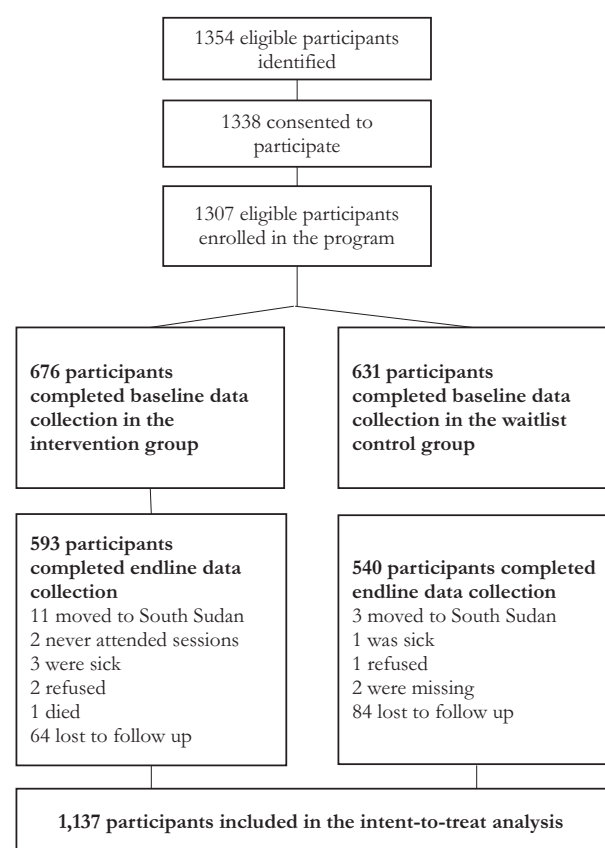 1354 eligible participants
identified
1338 consented to
participate
1307 eligible participants
enrolled in the program
676 participants
completed baseline data
collection in the
intervention group
631 participants
completed baseline data
collection in the waitlist
control group
593 participants
completed endline data
collection
11 moved to South Sudan
2 never attended sessions
3 were sick
2 refused
1 died
64 lost to follow up
540 participants completed
endline data collection
3 moved to South Sudan
1 was sick
1 refused
2 were missing
84 lost to follow up
1,137 participants included in the intent-to-treat analysis